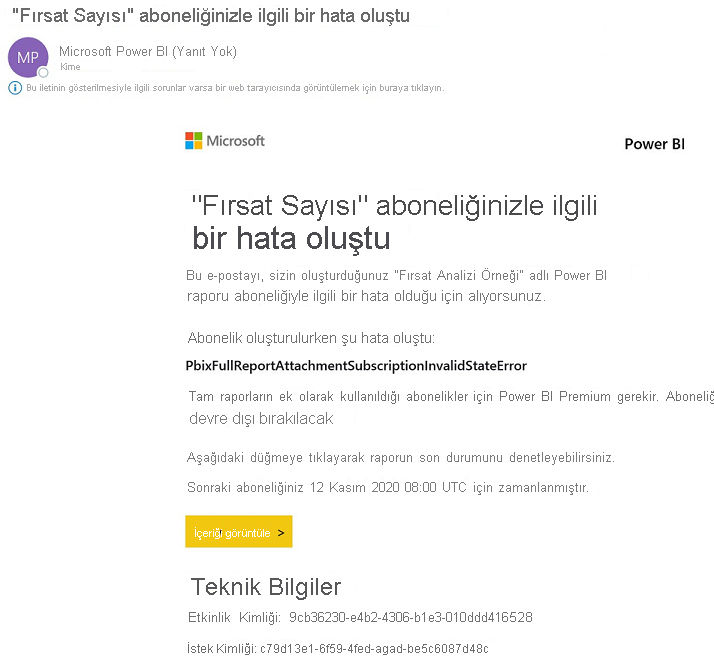 "Fırsat Sayısı" aboneliğinizle ilgili bir hata oluştu
MP
Microsoft Power BI (Yanıt Yok)
Kime
Bu iletinin gösterilmesiyle ilgili sorunlar varsa bir web tarayıcısında görüntülemek için buraya tıklayın.
Microsoft
Power BI
"Fırsat Sayısı" aboneliğinizle ilgili
bir hata oluştu
Bu e-postayı, sizin oluşturduğunuz "Fırsat Analizi Örneği" adlı Power BI
raporu aboneliğiyle ilgili bir hata olduğu için alıyorsunuz.
Abonelik oluşturulurken şu hata oluştu:
PbixFullReportAttachmentSubscriptionInvalidStateError
Tam raporların ek olarak kullanıldığı abonelikler için Power BI Premium gerekir. Aboneliğ
devre dışı bırakılacak
Aşağıdaki düğmeye tıklayarak raporun son durumunu denetleyebilirsiniz.
Sonraki aboneliğiniz 12 Kasım 2020 08:00 UTC için zamanlanmıştır.
İçeriği görüntüle >
Teknik Bilgiler
Etkinlik Kimliği: 9cb36230-e4b2-4306-b1e3-010ddd416528
İstek Kimliği: c79d13e1-6f59-4fed-agad-be5c6087d48c